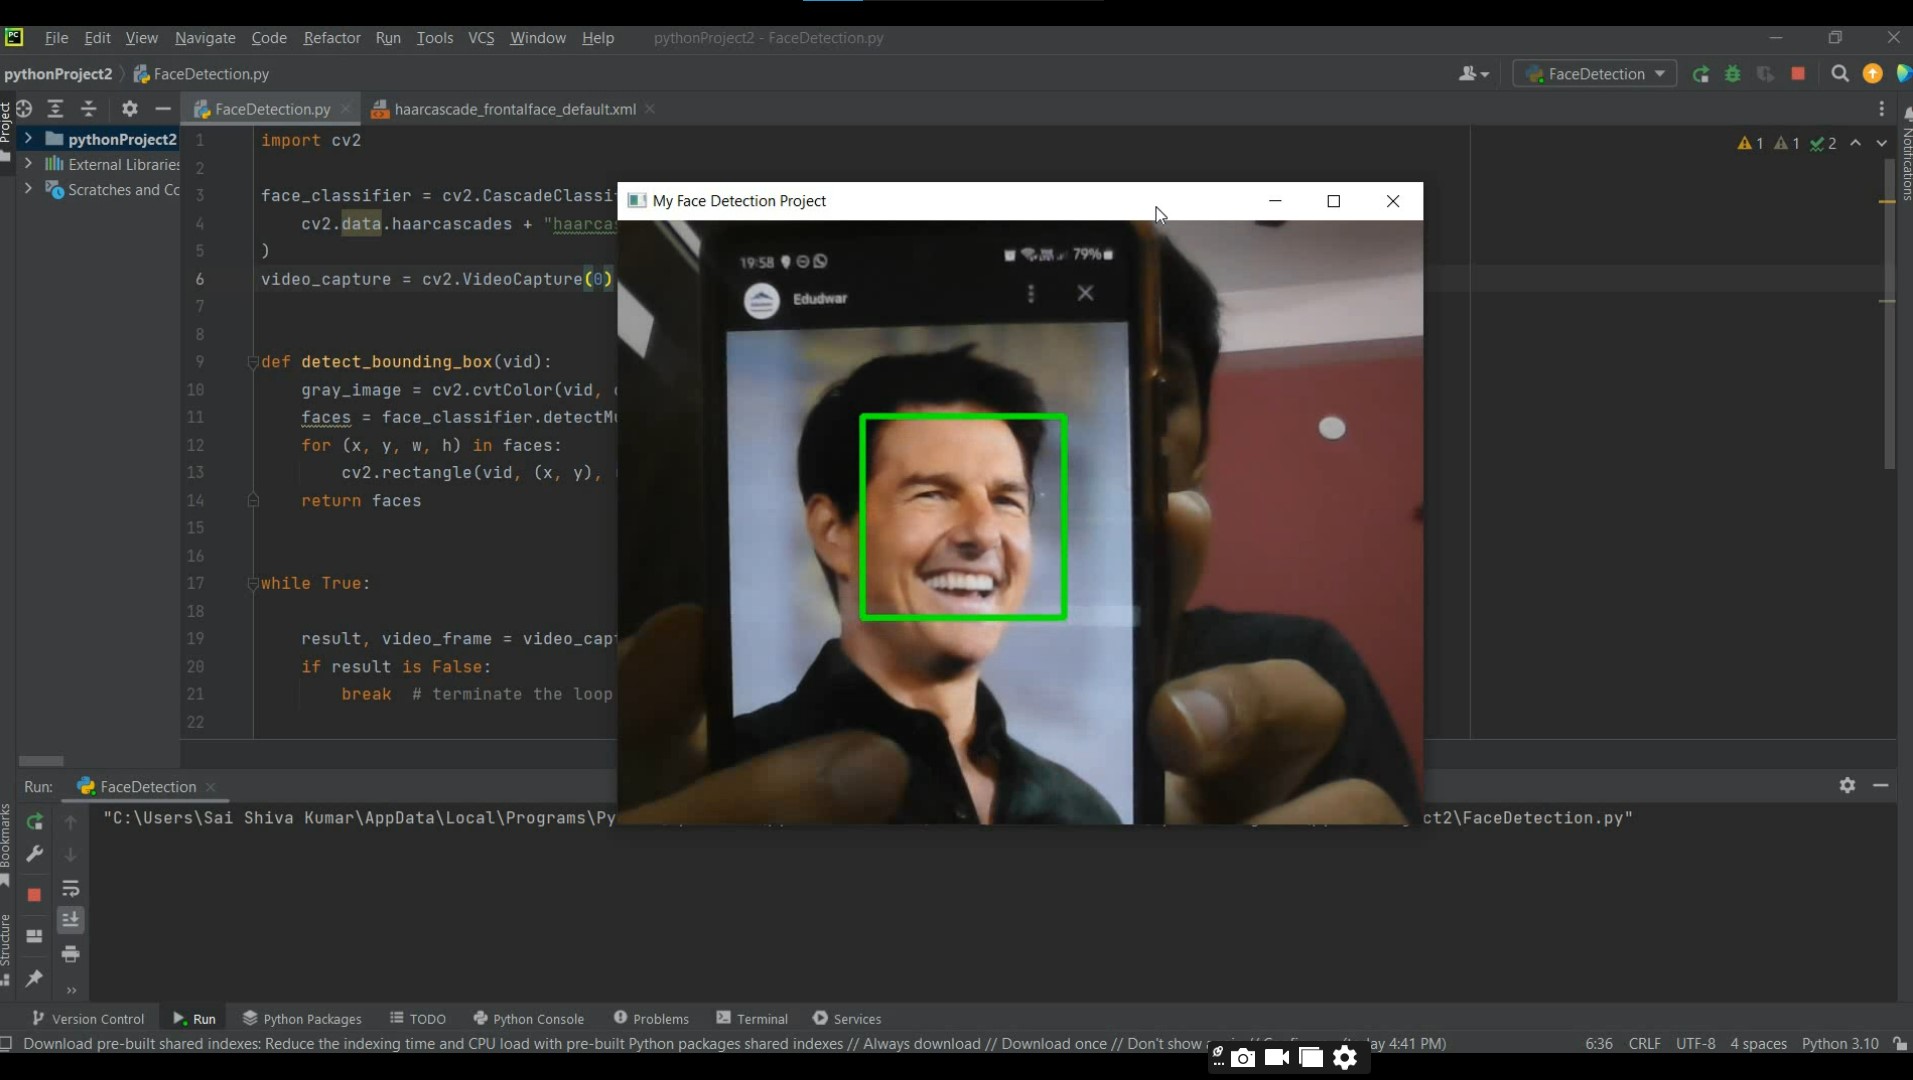 File Edit View Navigate Code Refactor Run Tools VCS Window Help pythonProject2 - FaceDetection.py
pythonProject2 FaceDetection.py FaceDetection
FaceDetection.py haarcascade_frontalface_default.xml
Project
pythonProject2
External Libraries
Scratches and Co
1 import cv2
1 1 2
Notifications
2
3 face_classifier = cv2.CascadeClassi
4 cv2.data.haarcascades + "haarcas
5 )
6 video_capture = cv2.VideoCapture(0)
7
8
9 def detect_bounding_box(vid):
10 gray_image = cv2.cvtColor(vid,
11 faces = face_classifier.detectMu
12 for (x, y, w, h) in faces:
13 cv2.rectangle(vid, (x, y),
14 return faces
15
16
17 while True:
18
19 result, video_frame = video_cap
20 if result is False:
21 break # terminate the loop
22
My Face Detection Project
19:58 79%
Edudwar
Run: FaceDetection
"C:\Users\Sai Shiva Kumar\AppData\Local\Programs\Py
ct2\FaceDetection.py"
Bookmarks
Structure
Version Control Run Python Packages TODO Python Console Problems Terminal Services
Download pre-built shared indexes: Reduce the indexing time and CPU load with pre-built Python packages shared indexes // Always download // Download once // Don't show ay 4:41 PM)
6:36 CRLF UTF-8 4 spaces Python 3.10